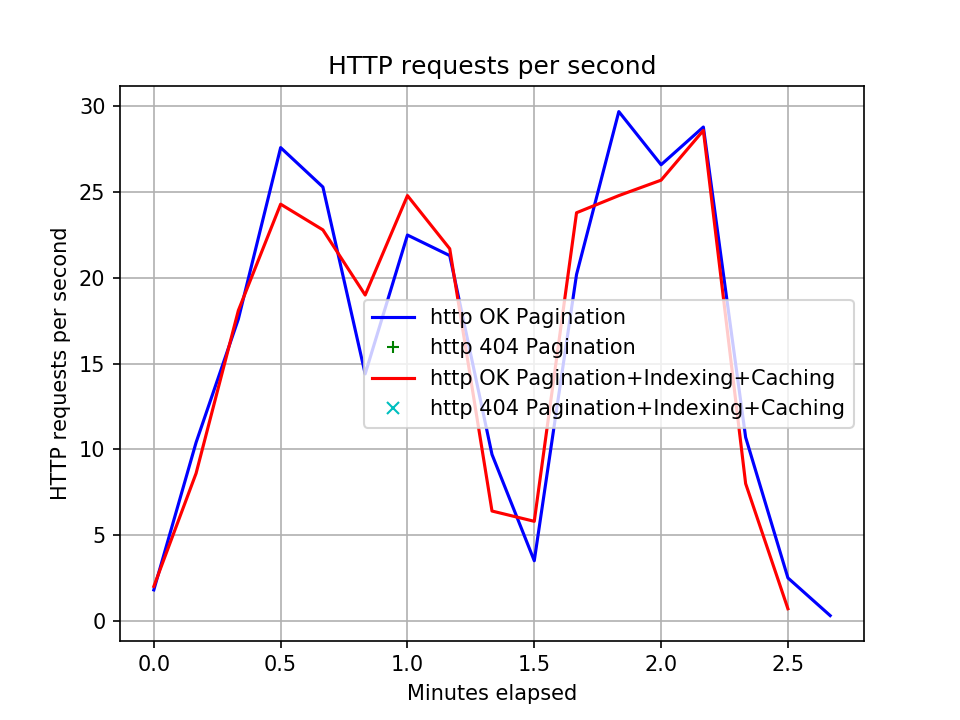 HTTP requests per second
30
25
20
15
10
5
0
HTTP requests per second
http OK Pagination
http 404 Pagination
http OK Pagination+Indexing+Caching
http 404 Pagination+Indexing+Caching
0.0 0.5 1.0 1.5 2.0 2.5
Minutes elapsed